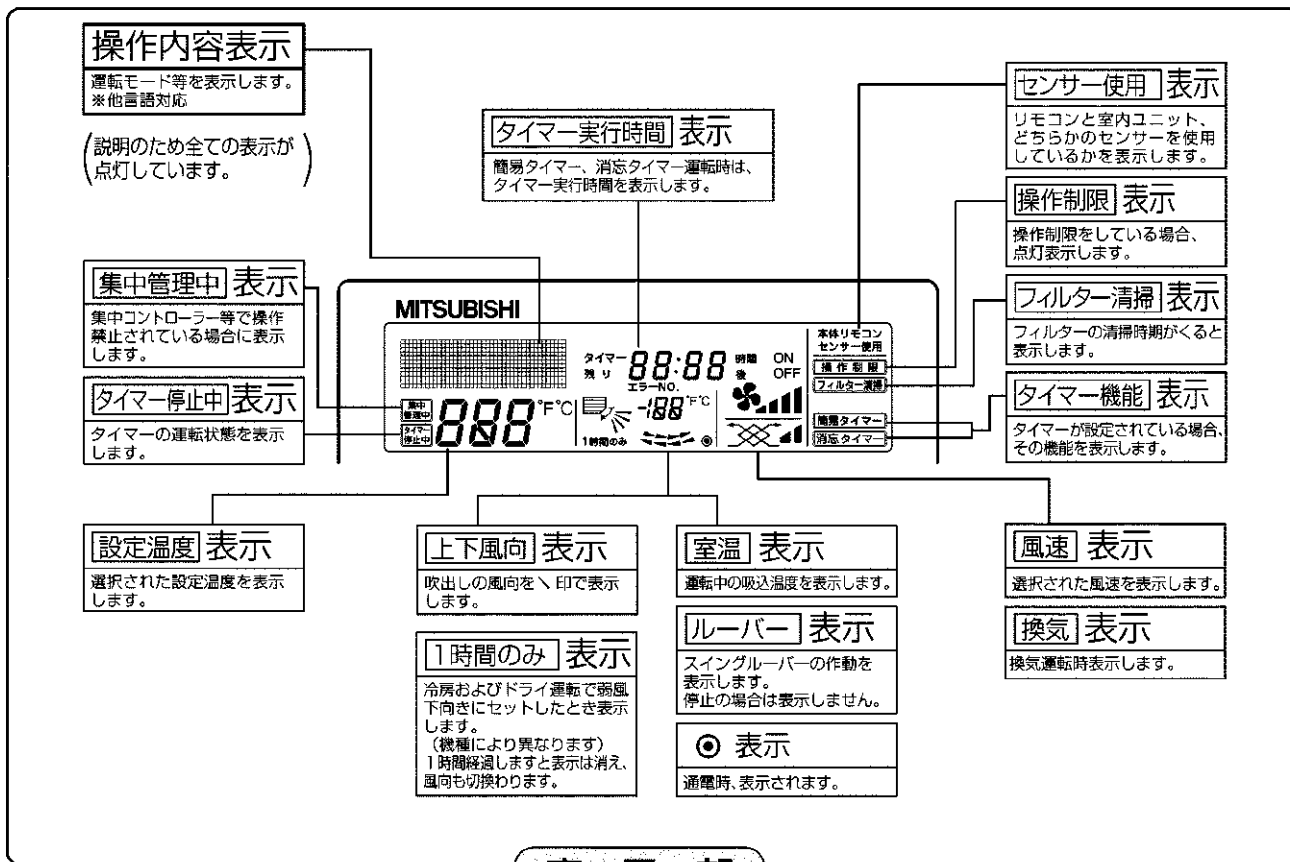 操作内容表示
運転モード等を表示します。
※他言語対応
(説明のため全ての表示が
点灯しています。)
タイマー実行時間 表示
簡易タイマー、消忘タイマー運転時は、
タイマー実行時間を表示します。
センサー使用 表示
リモコンと室内ユニット、
どちらかのセンサーを使用
しているかを表示します。
操作制限 表示
操作制限をしている場合、
点灯表示します。
集中管理中 表示
集中コントローラー等で操作
禁止されている場合に表示
します。
フィルター清掃 表示
フィルターの清掃時期がくると
表示します。
タイマー停止中 表示
タイマーの運転状態を表示
します。
タイマー機能 表示
タイマーが設定されている場合、
その機能を表示します。
MITSUBISHI
タイマー
残り
88:88
時間
後
ON
OFF
エラーNO.
本体リモコン
センサー使用
操作制限
フィルター清掃
簡易タイマー
消忘タイマー
集中
管理中
タイマー
停止中
888
°F°C
-188
°F°C
1時間のみ
設定温度 表示
選択された設定温度を表示
します。
上下風向 表示
吹出しの風向を\印で表示
します。
1時間のみ 表示
冷房およびドライ運転で弱風
下向きにセットしたとき表示
します。
(機種により異なります)
1時間経過しますと表示は消え、
風向も切換わります。
室温 表示
運転中の吸込温度を表示します。
ルーバー 表示
スイングルーバーの作動を
表示します。
停止の場合は表示しません。
⦿ 表示
通電時、表示されます。
風速 表示
選択された風速を表示します。
換気 表示
換気運転時表示します。